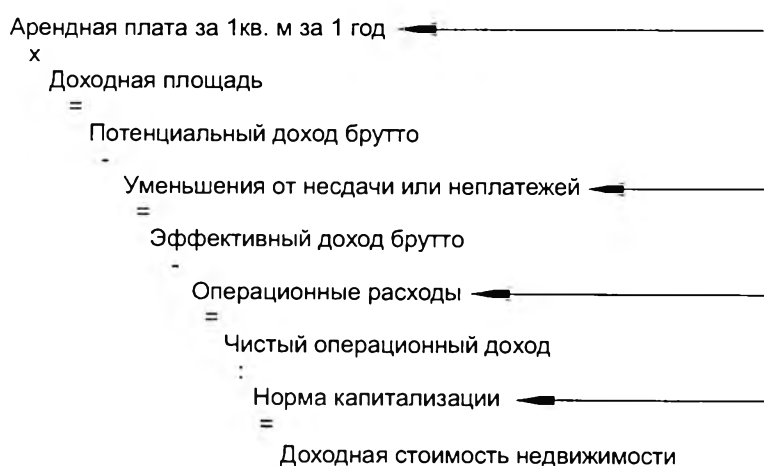 Арендная плата за 1кв. м за 1 год
x
Доходная площадь
=
Потенциальный доход брутто
-
Уменьшения от несдачи или неплатежей
=
Эффективный доход брутто
-
Операционные расходы
=
Чистый операционный доход
:
Норма капитализации
=
Доходная стоимость недвижимости